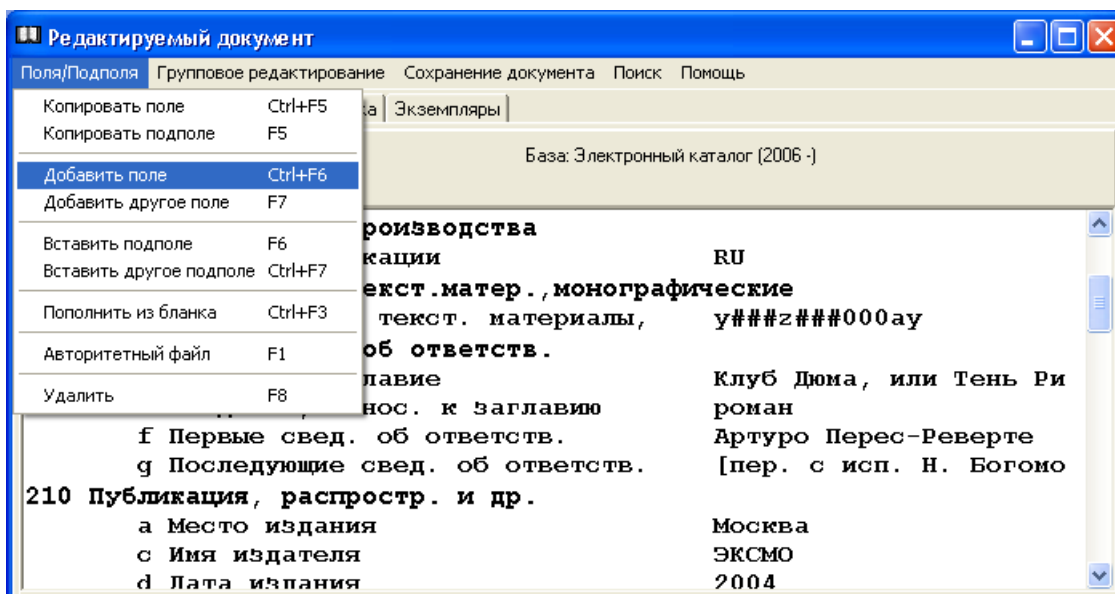 Редактируемый документ
Поля/Подполя Групповое редактирование Сохранение документа Поиск Помощь
Копировать поле Ctrl+F5
ка Экземпляры
Копировать подполе F5
База: Электронный каталог (2006 -)
Добавить поле Ctrl+F6
Добавить другое поле F7
роизводства
Вставить подполе F6
кации RU
Вставить другое подполе Ctrl+F7
екст.матер.,монографические
Пополнить из бланка Ctrl+F3
текст. материалы, y###z###000ay
Авторитетный файл F1
об ответств.
лавие Клуб Дюма, или Тень Ри
Удалить F8
нос. к заглавию роман
f Первые свед. об ответств. Артуро Перес-Реверте
g Последующие свед. об ответств. [пер. с исп. Н. Богомо
210 Публикация, распростр. и др.
a Место издания Москва
c Имя издателя ЭКСМО
d Дата издания 2004